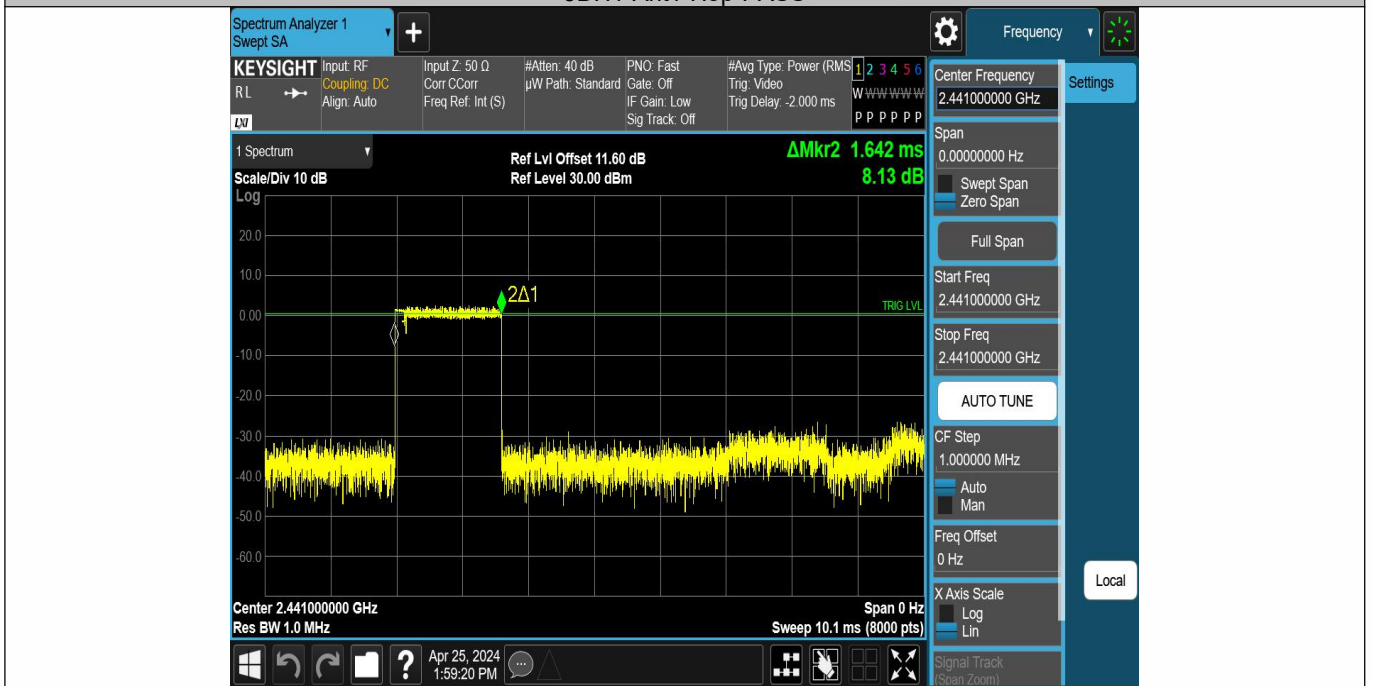 Spectrum Analyzer 1
Swept SA
+
Frequency
KEYSIGHT
RL
LXI
Input: RF
Coupling: DC
Align: Auto
Input Z: 50 Ω
Corr CCorr
Freq Ref: Int (S)
#Atten: 40 dB
µW Path: Standard
PNO: Fast
Gate: Off
IF Gain: Low
Sig Track: Off
#Avg Type: Power (RMS
Trig: Video
Trig Delay: -2.000 ms
1 2 3 4 5 6
W W W W W W
P P P P P P
1 Spectrum
Scale/Div 10 dB
Ref Lvl Offset 11.60 dB
Ref Level 30.00 dBm
ΔMkr2 1.642 ms
8.13 dB
Log
20.0
10.0
0.00
-10.0
-20.0
-30.0
-40.0
-50.0
-60.0
2Δ1
1
TRIG LVL
Center 2.441000000 GHz
Res BW 1.0 MHz
Span 0 Hz
Sweep 10.1 ms (8000 pts)
Center Frequency
2.441000000 GHz
Settings
Span
0.00000000 Hz
Swept Span
Zero Span
Full Span
Start Freq
2.441000000 GHz
Stop Freq
2.441000000 GHz
AUTO TUNE
CF Step
1.000000 MHz
Auto
Man
Freq Offset
0 Hz
X Axis Scale
Log
Lin
Signal Track
(Span Zoom)
Local
?
Apr 25, 2024
1:59:20 PM